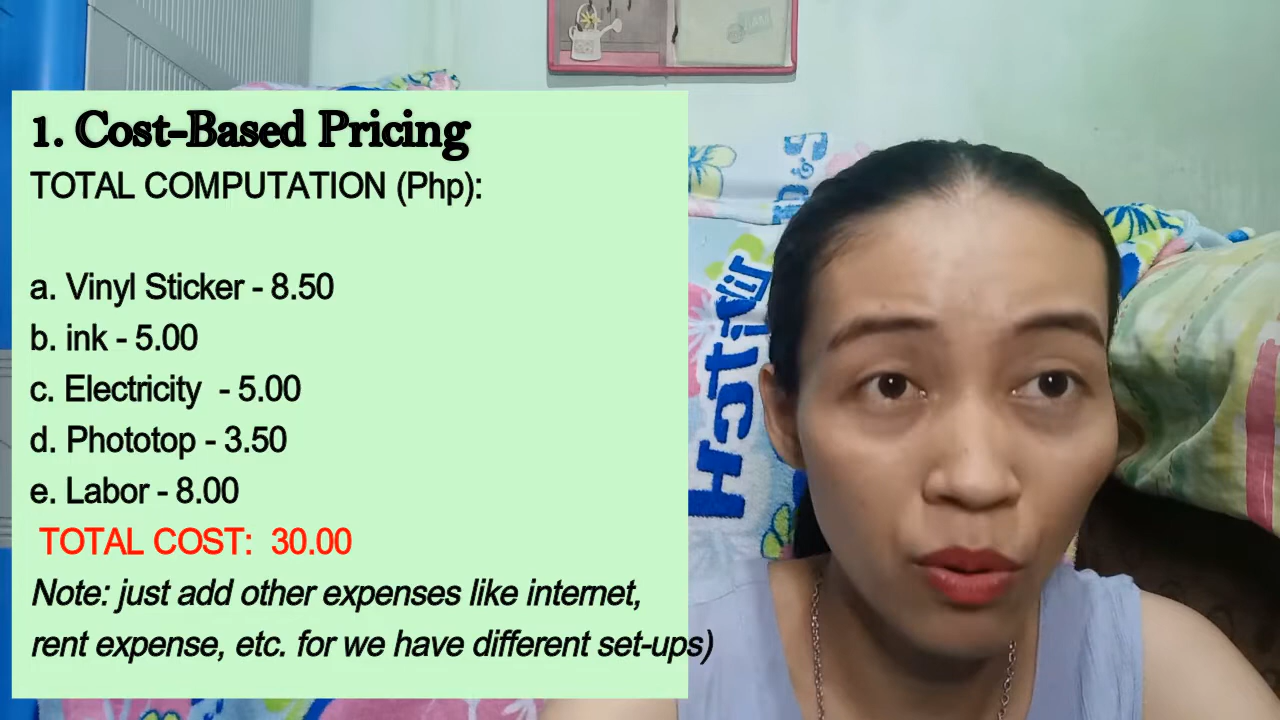 1. Cost-Based Pricing
TOTAL COMPUTATION (Php):
a. Vinyl Sticker - 8.50
b. ink - 5.00
c. Electricity - 5.00
d. Phototop - 3.50
e. Labor - 8.00
TOTAL COST: 30.00
Note: just add other expenses like internet,
rent expense, etc. for we have different set-ups)